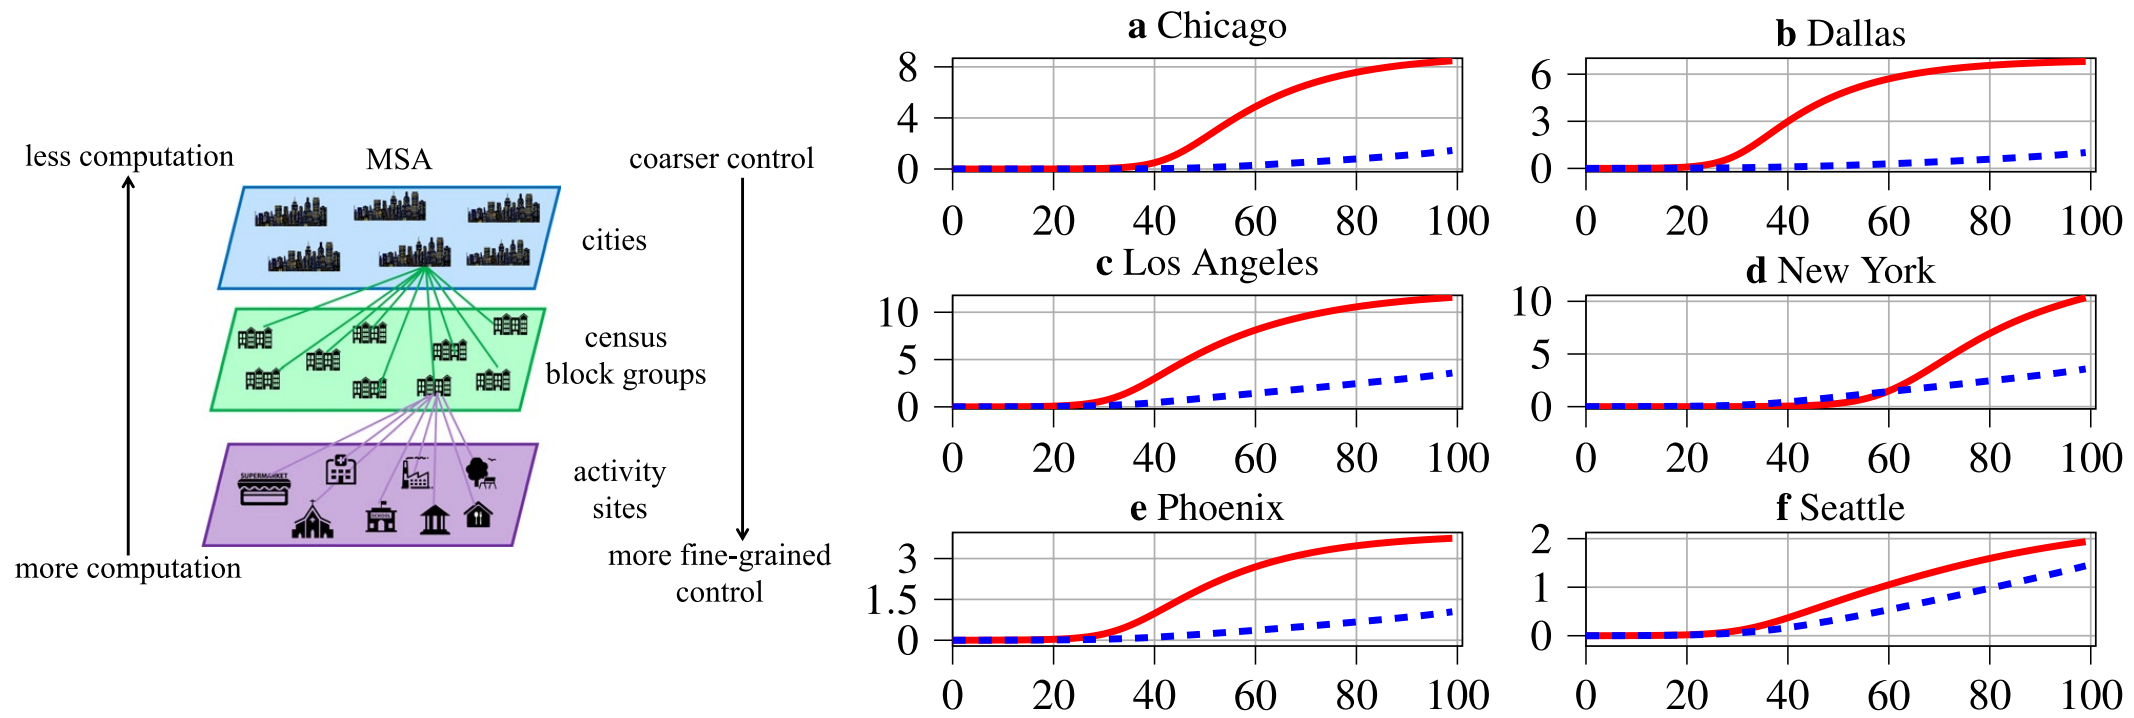 less computation
MSA
coarser control
cities
census
block groups
SUPERMARKET
SCHOOL
activity
sites
more computation
more fine-grained
control
a Chicago
8
4
0
0 20 40 60 80 100
b Dallas
6
3
0
0 20 40 60 80 100
c Los Angeles
10
5
0
0 20 40 60 80 100
d New York
10
5
0
0 20 40 60 80 100
e Phoenix
3
1.5
0
0 20 40 60 80 100
f Seattle
2
1
0
0 20 40 60 80 100